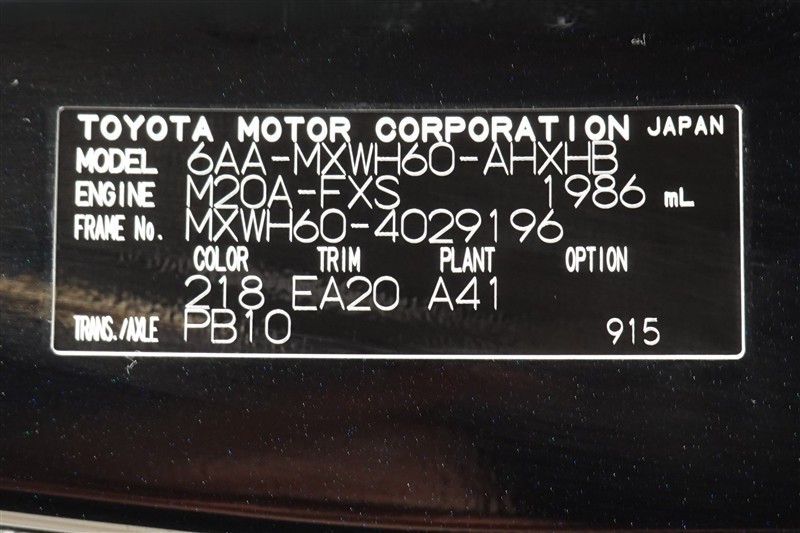 TOYOTA MOTOR CORPORATION JAPAN
MODEL 6AA-MXWH60-AHXHB
ENGINE M20A-FXS 1986 mL
FRAME No. MXWH60-4029196
COLOR TRIM PLANT OPTION
218 EA20 A41
TRANS./AXLE PB10 915